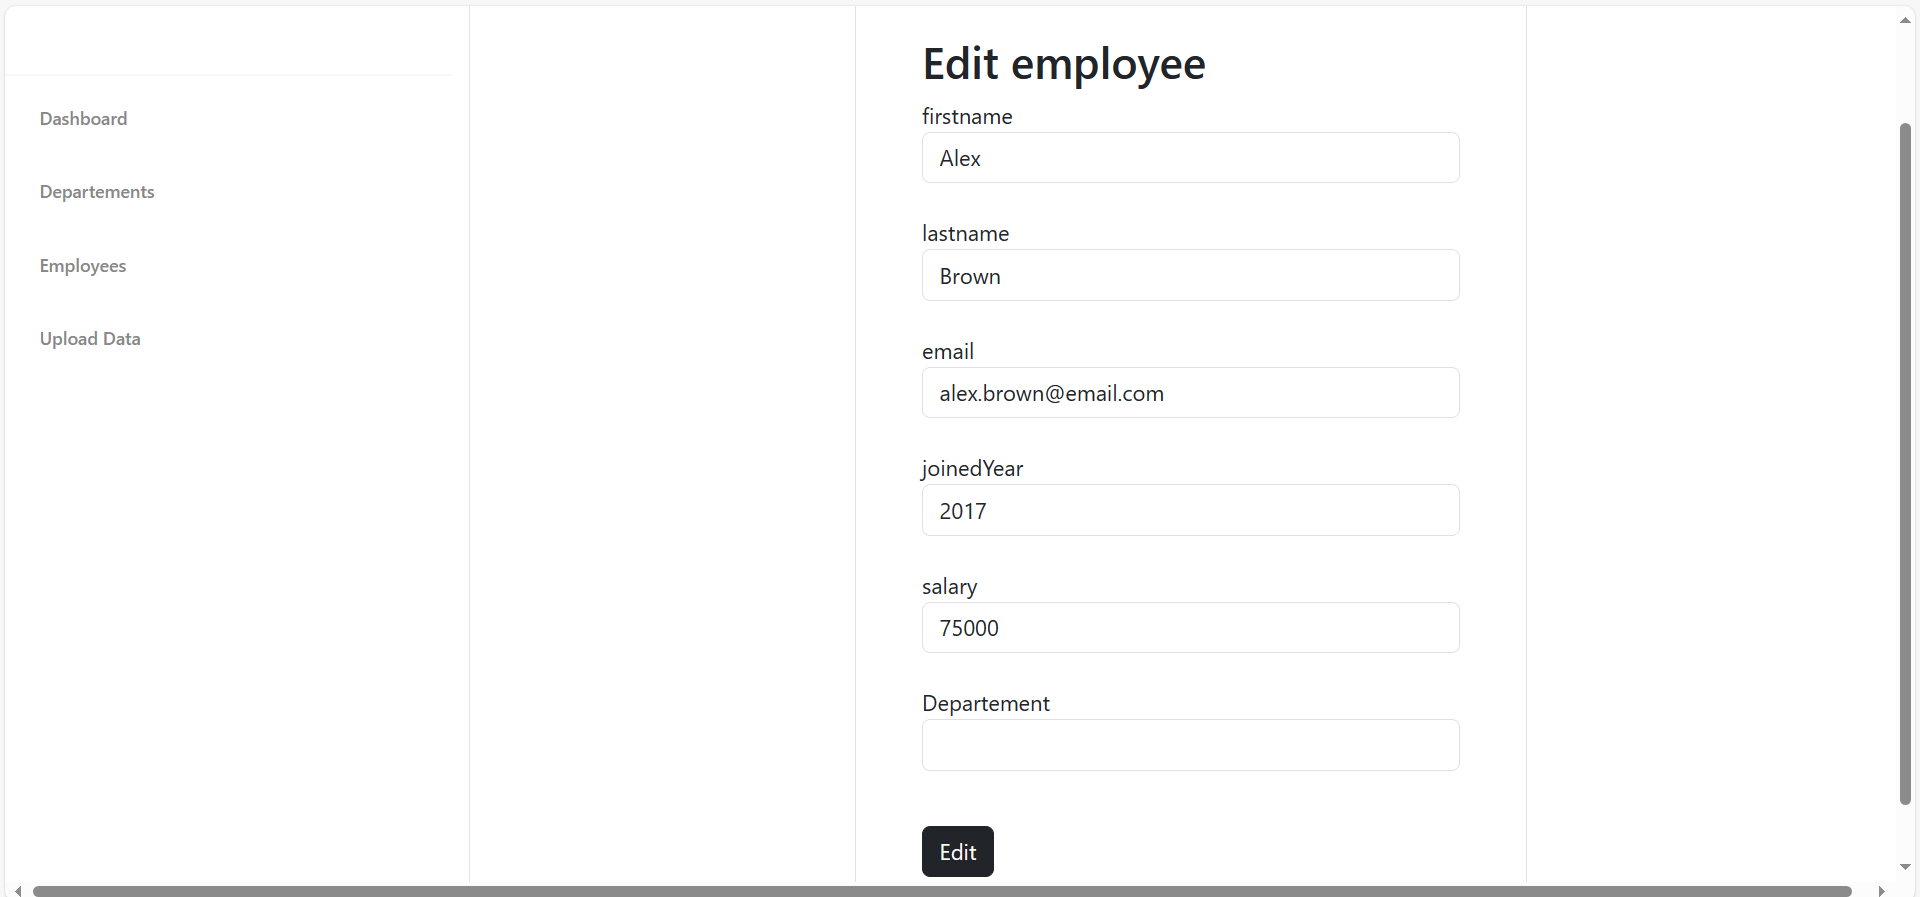 Dashboard
Departements
Employees
Upload Data
Edit employee
firstname
Alex
lastname
Brown
email
alex.brown@email.com
joinedYear
2017
salary
75000
Departement
Edit